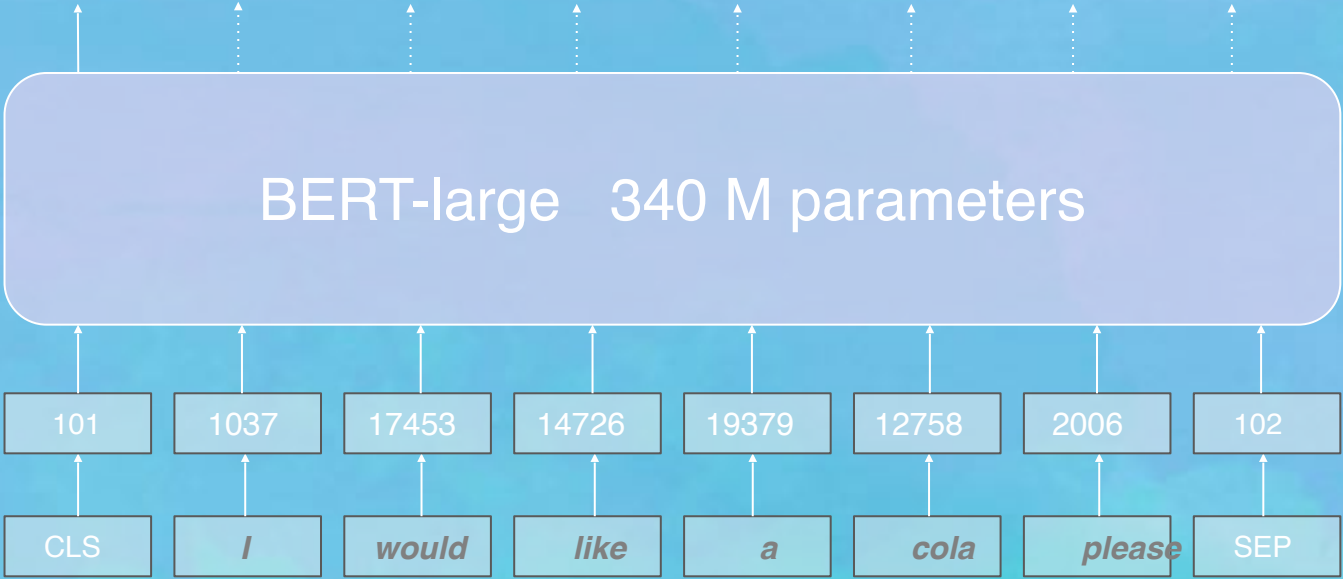 BERT-large 340 M parameters
101 1037 17453 14726 19379 12758 2006 102
CLS I would like a cola please SEP